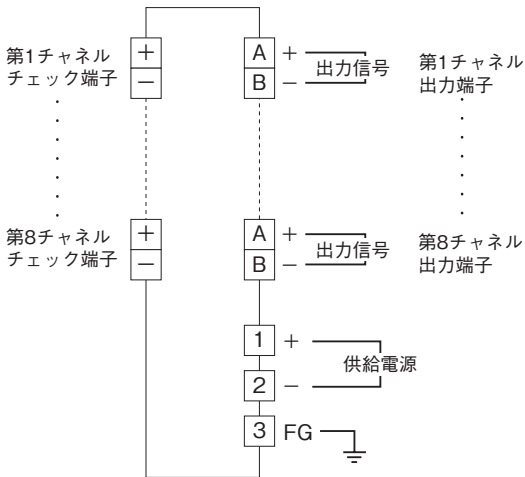 第1チャネル
チェック端子
+
−
A +
B −
出力信号
第1チャネル
出力端子
第8チャネル
チェック端子
+
−
A +
B −
出力信号
第8チャネル
出力端子
1 +
2 −
供給電源
3 FG